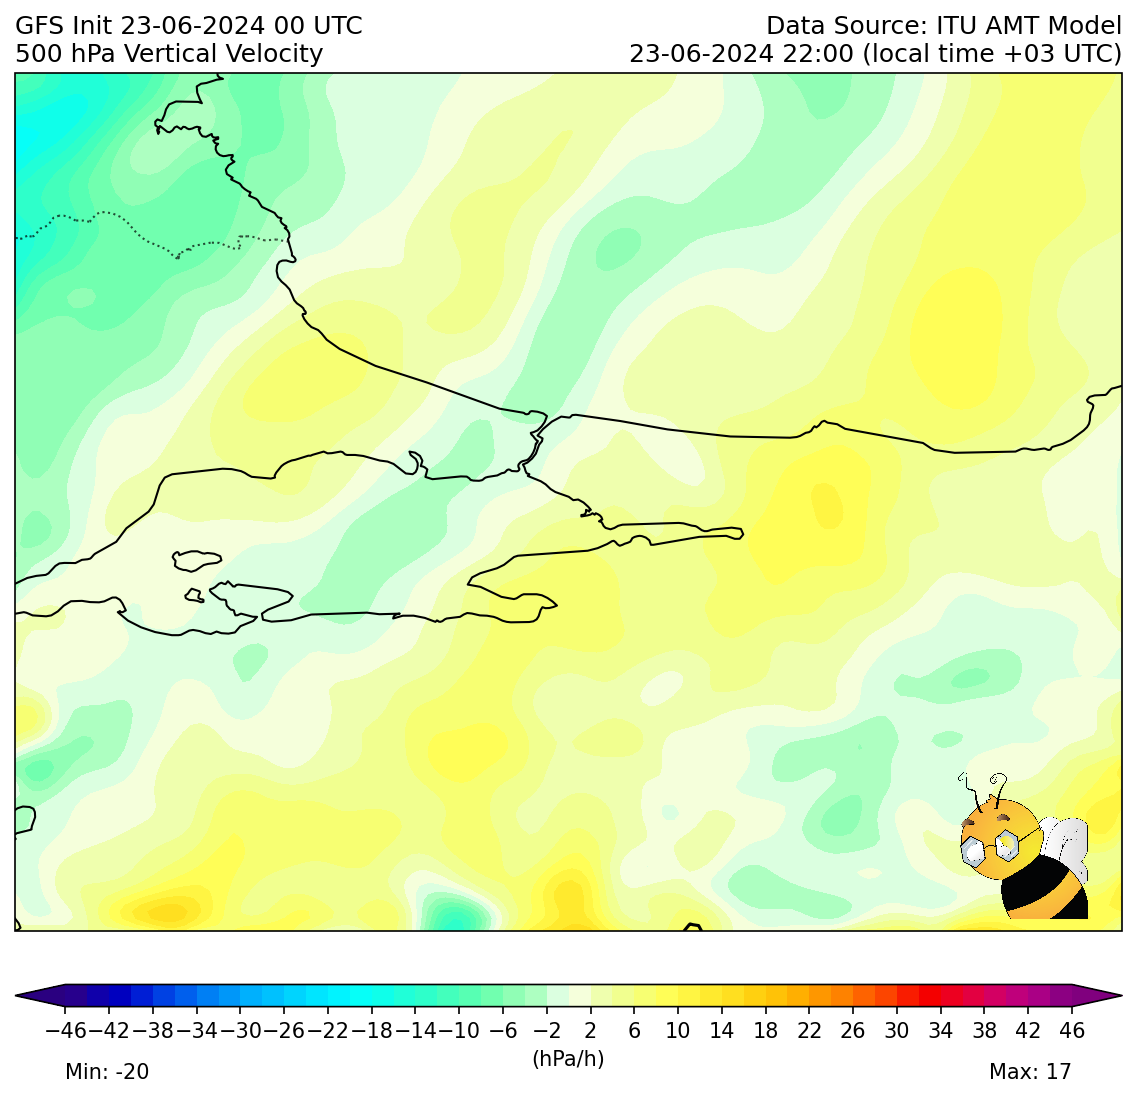 GFS Init 23-06-2024 00 UTC
Data Source: ITU AMT Model
500 hPa Vertical Velocity
23-06-2024 22:00 (local time +03 UTC)
−46 −42 −38 −34 −30 −26 −22 −18 −14 −10 −6 −2 2 6 10 14 18 22 26 30 34 38 42 46
(hPa/h)
Min: -20
Max: 17